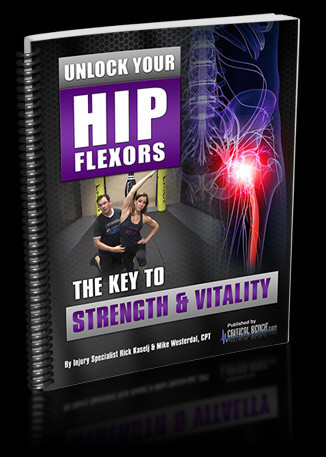 UNLOCK YOUR
HIP
FLEXORS
THE KEY TO
STRENGTH & VITALITY
Published by
CRITICAL BENCH.com
By Injury Specialist Rick Kaselj & Mike Westerdal, CPT